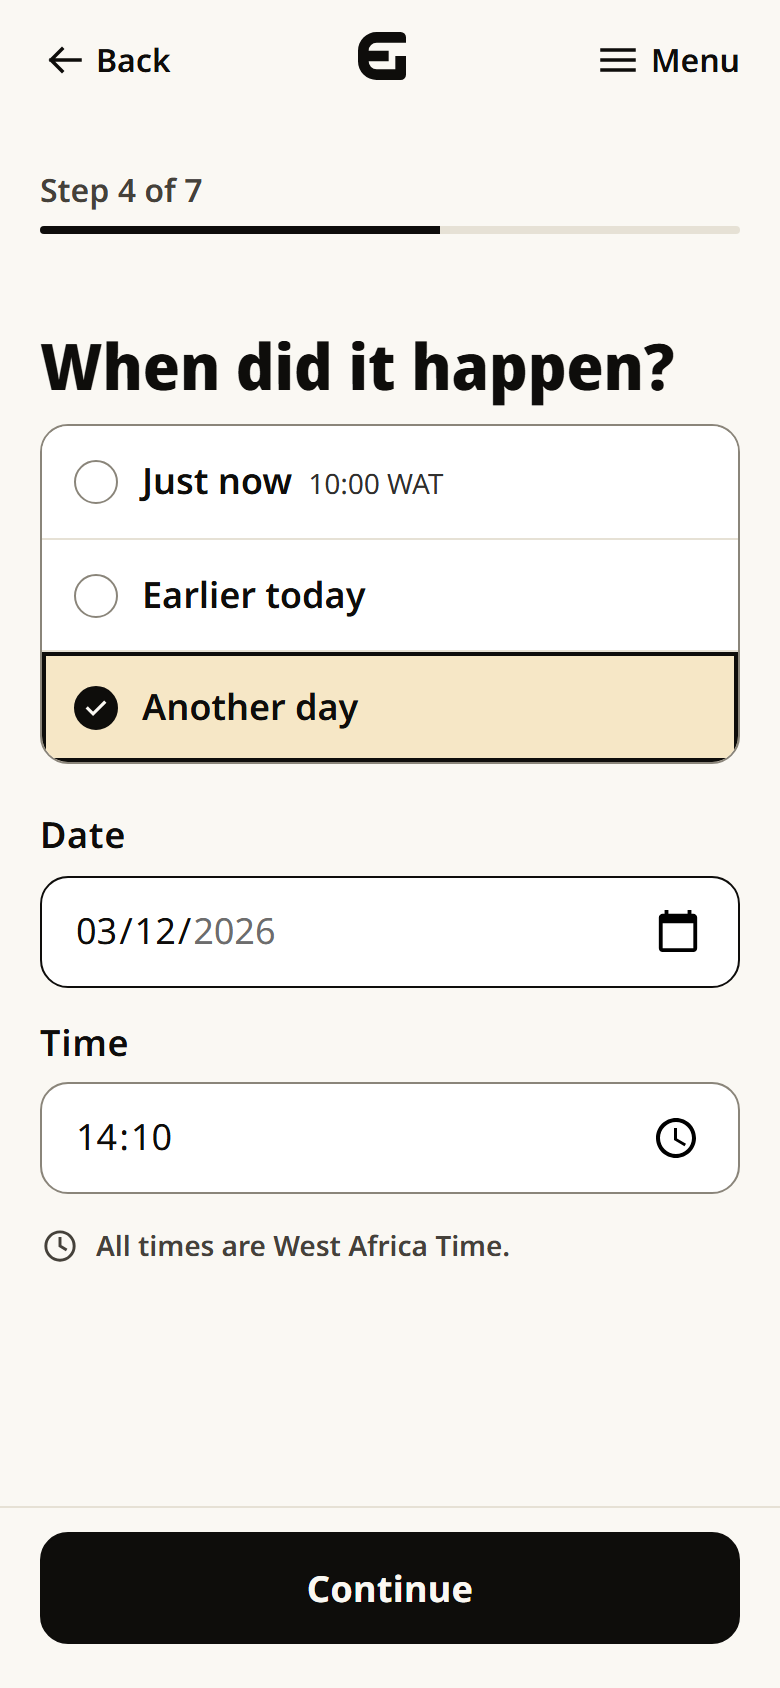 Back
Menu
Step 4 of 7
When did it happen?
Just now 10:00 WAT
Earlier today
Another day
Date
03/12/2026
Time
14:10
All times are West Africa Time.
Continue